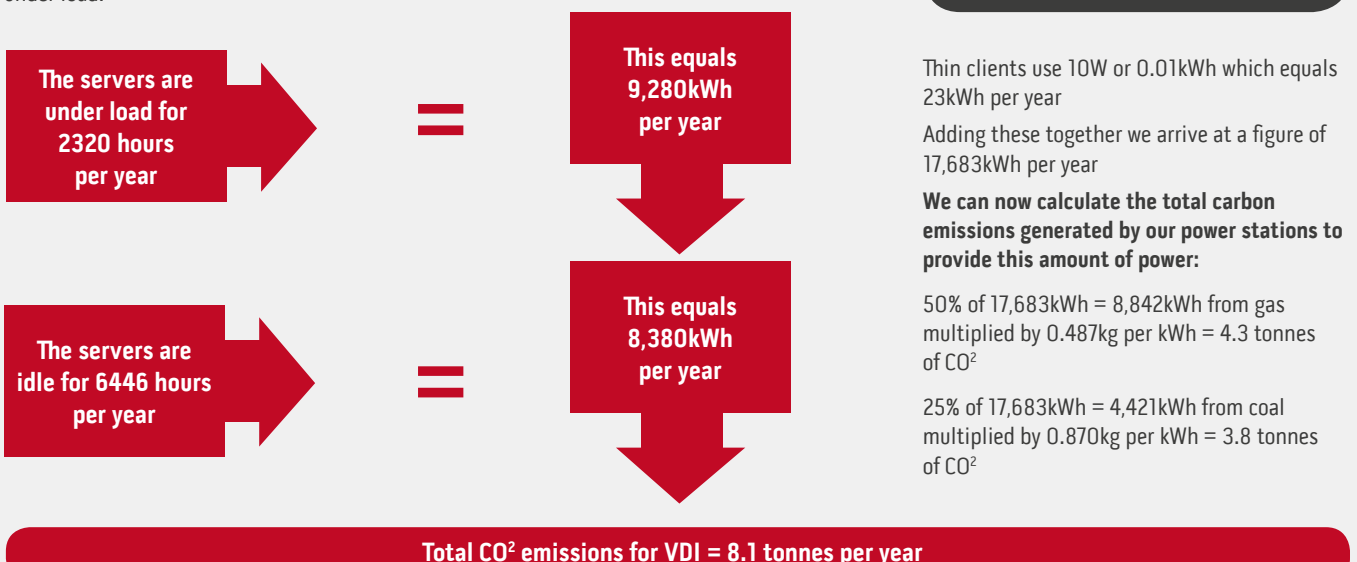 under load.
The servers are
under load for
2320 hours
per year
=
This equals
9,280kWh
per year
The servers are
idle for 6446 hours
per year
=
This equals
8,380kWh
per year
Thin clients use 10W or 0.01kWh which equals
23kWh per year
Adding these together we arrive at a figure of
17,683kWh per year
We can now calculate the total carbon
emissions generated by our power stations to
provide this amount of power:
50% of 17,683kWh = 8,842kWh from gas
multiplied by 0.487kg per kWh = 4.3 tonnes
of CO²
25% of 17,683kWh = 4,421kWh from coal
multiplied by 0.870kg per kWh = 3.8 tonnes
of CO²
Total CO² emissions for VDI = 8.1 tonnes per year